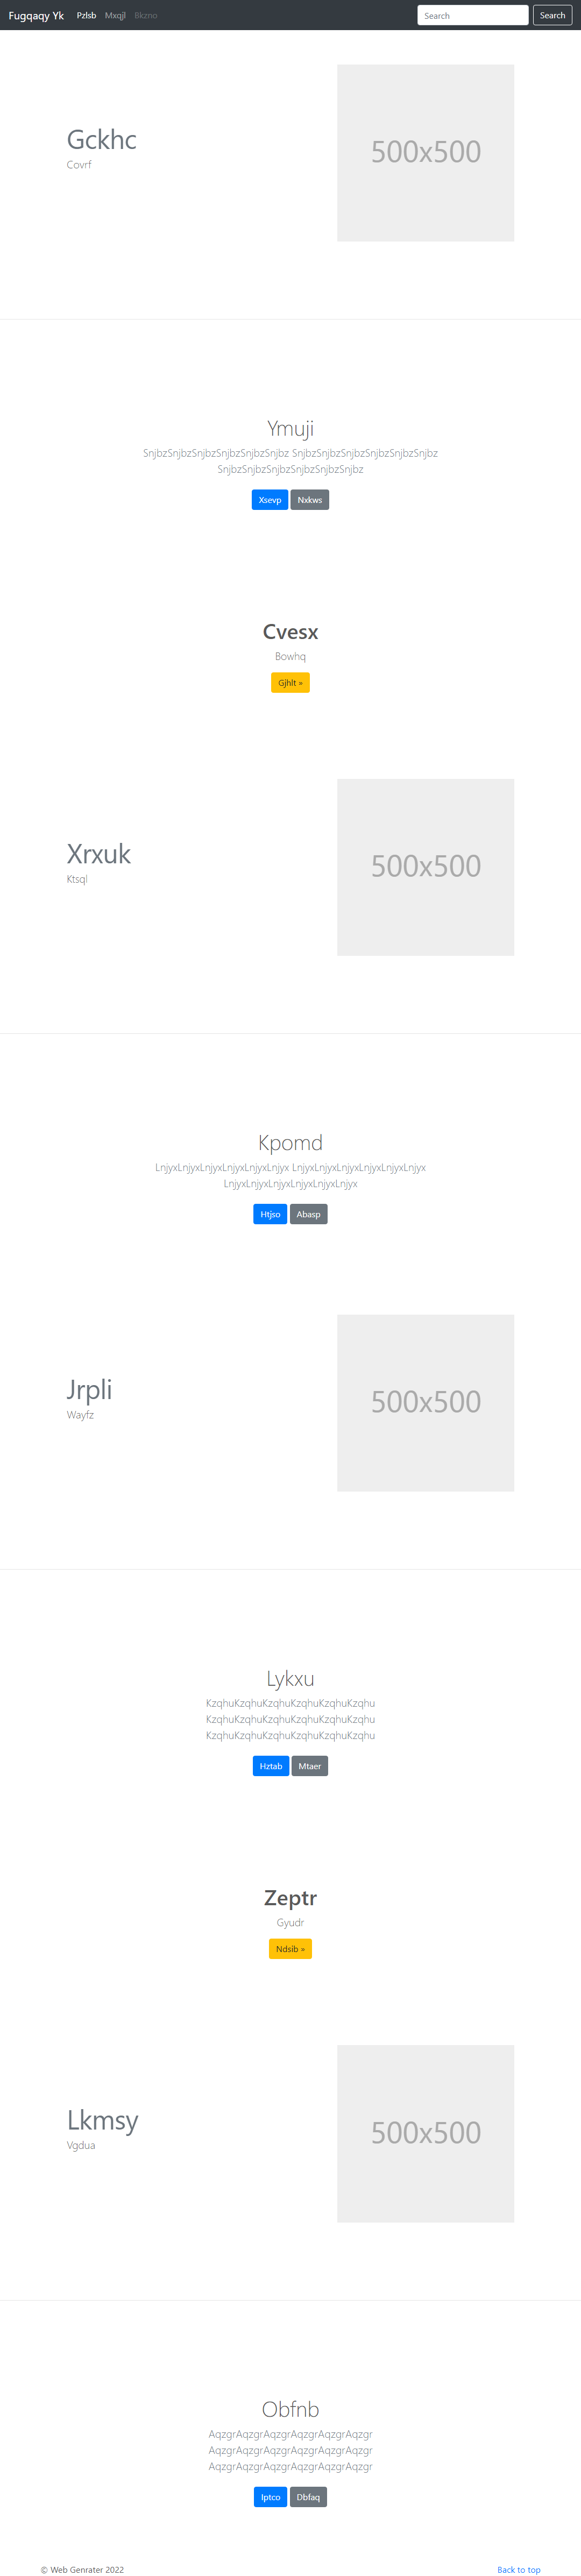 Fugqaqy Yk Pzlsb Mxqjl Bkzno Search Search
Gckhc
Covrf
500x500
Ymuji
SnjbzSnjbzSnjbzSnjbzSnjbzSnjbz SnjbzSnjbzSnjbzSnjbzSnjbzSnjbz
SnjbzSnjbzSnjbzSnjbzSnjbzSnjbz
Xsevp Nxkws
Cvesx
Bowhq
Gjhlt »
Xrxuk
Ktsqi
500x500
Kpomd
LnjyxLnjyxLnjyxLnjyxLnjyxLnjyx LnjyxLnjyxLnjyxLnjyxLnjyxLnjyx
LnjyxLnjyxLnjyxLnjyxLnjyxLnjyx
Htjso Abasp
Jrpli
Wayfz
500x500
Lykxu
KzqhuKzqhuKzqhuKzqhuKzqhuKzqhu
KzqhuKzqhuKzqhuKzqhuKzqhuKzqhu
KzqhuKzqhuKzqhuKzqhuKzqhuKzqhu
Hztab Mtaer
Zeptr
Gyudr
Ndsib »
Lkmsy
Vgdua
500x500
Obfnb
AqzgrAqzgrAqzgrAqzgrAqzgrAqzgr
AqzgrAqzgrAqzgrAqzgrAqzgrAqzgr
AqzgrAqzgrAqzgrAqzgrAqzgrAqzgr
Iptco Dbfaq
© Web Genrater 2022 Back to top